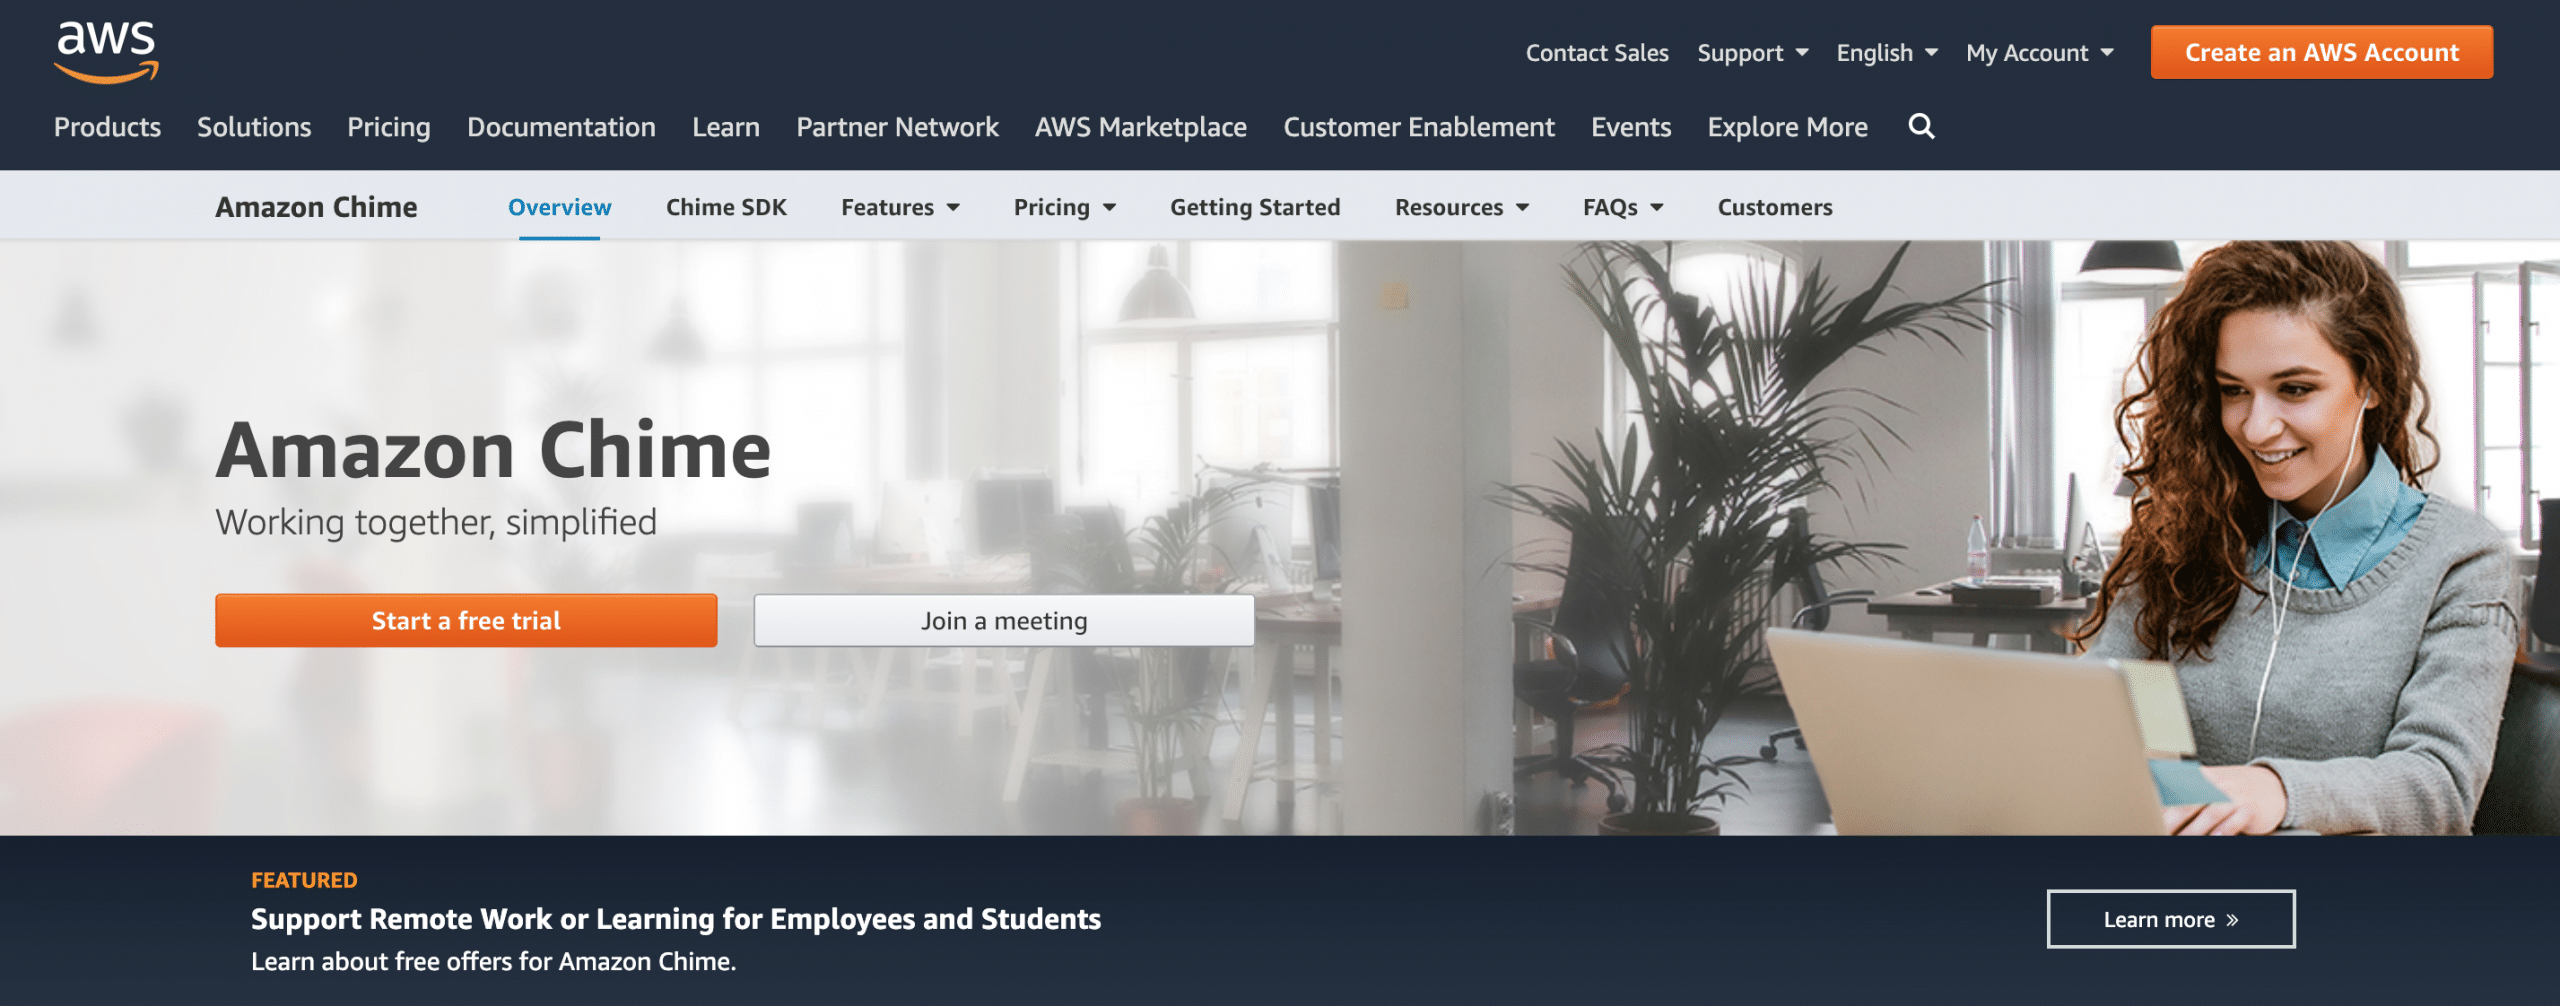 aws
Contact Sales Support English My Account Create an AWS Account
Products Solutions Pricing Documentation Learn Partner Network AWS Marketplace Customer Enablement Events Explore More
Amazon Chime Overview Chime SDK Features Pricing Getting Started Resources FAQs Customers
Amazon Chime
Working together, simplified
Start a free trial Join a meeting
FEATURED
Support Remote Work or Learning for Employees and Students
Learn about free offers for Amazon Chime.
Learn more »